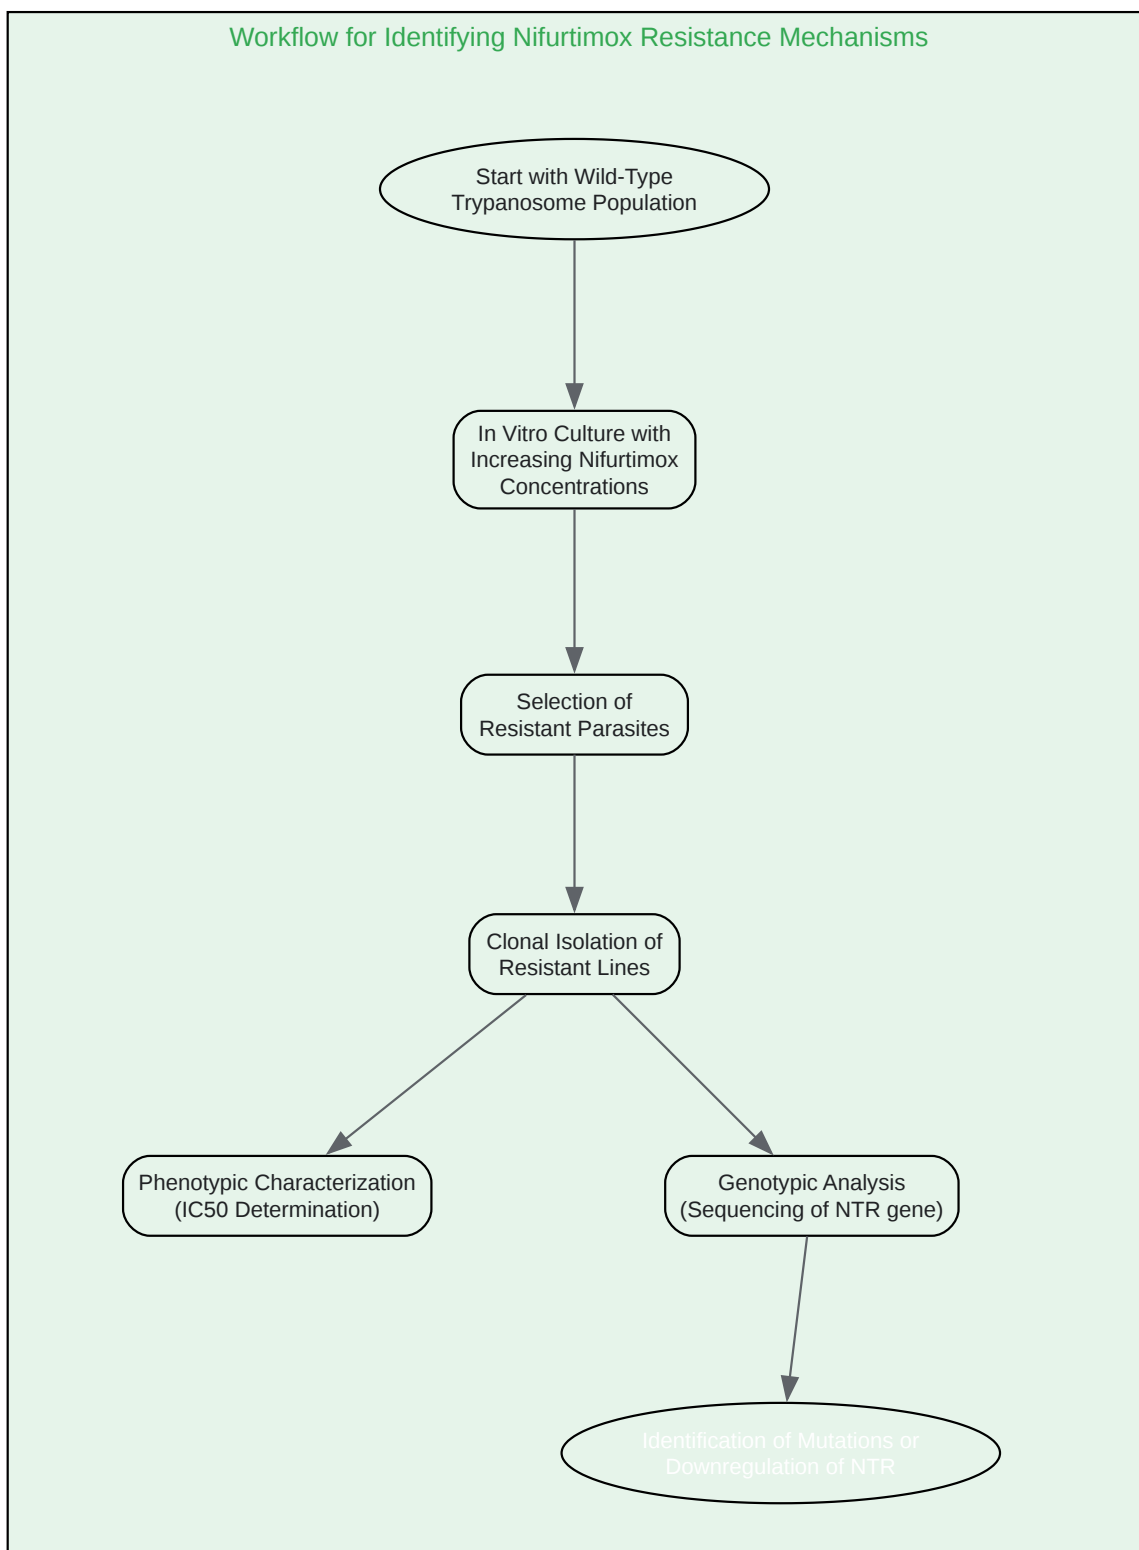 Workflow for Identifying Nifurtimox Resistance Mechanisms
Start with Wild-Type
Trypanosome Population
In Vitro Culture with
Increasing Nifurtimox
Concentrations
Selection of
Resistant Parasites
Clonal Isolation of
Resistant Lines
Phenotypic Characterization
(IC50 Determination)
Genotypic Analysis
(Sequencing of NTR gene)
Identification of Mutations or
Downregulation of NTR